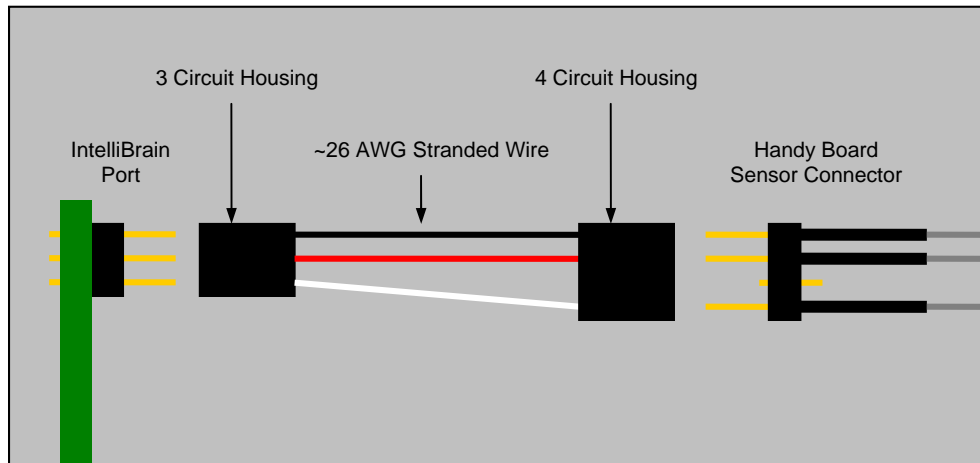 3 Circuit Housing
4 Circuit Housing
IntelliBrain
Port
~26 AWG Stranded Wire
Handy Board
Sensor Connector